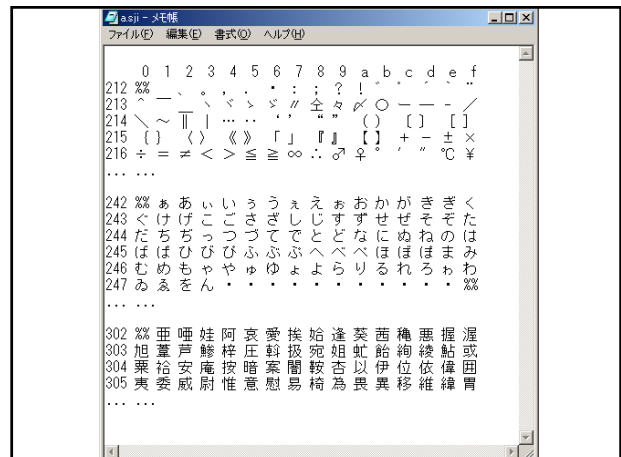 a.sji - メモ帳
ファイル(F) 編集(E) 書式(O) ヘルプ(H)
0 1 2 3 4 5 6 7 8 9 a b c d e f
212 %% 、 。 , . ・ : ; ? ! ゛ ゜ ´ ` ¨
213 ^ ‾ _ ヽ ヾ ゝ ゞ 〃 仝 々 〆 〇 ー — - /
214 \ ~ ‖ | … ‥ ‘ ’ “ ” ( ) 〔 〕 [ ]
215 { } 〈 〉 《 》 「 」 『 』 【 】 + - ± ×
216 ÷ = ≠ < > ≦ ≧ ∞ ∴ ♂ ♀ ° ′ ″ ℃ ¥
... ...
242 %% ぁ あ ぃ い ぅ う ぇ え ぉ お か が き ぎ く
243 ぐ け げ こ ご さ ざ し じ す ず せ ぜ そ ぞ た
244 だ ち ぢ っ つ づ て で と ど な に ぬ ね の は
245 ば ぱ ひ び ぴ ふ ぶ ぷ へ べ ぺ ほ ぼ ぽ ま み
246 む め も ゃ や ゅ ゆ ょ よ ら り る れ ろ ゎ わ
247 ゐ ゑ を ん ・ ・ ・ ・ ・ ・ ・ ・ ・ ・ ・ %%
... ...
302 %% 亜 唖 娃 阿 哀 愛 挨 姶 逢 葵 茜 穐 悪 握 渥
303 旭 葦 芦 鯵 梓 圧 斡 扱 宛 姐 虻 飴 絢 綾 鮎 或
304 粟 袷 安 庵 按 暗 案 闇 鞍 杏 以 伊 位 依 偉 囲
305 夷 委 威 尉 惟 意 慰 易 椅 為 畏 異 移 維 緯 胃
... ...